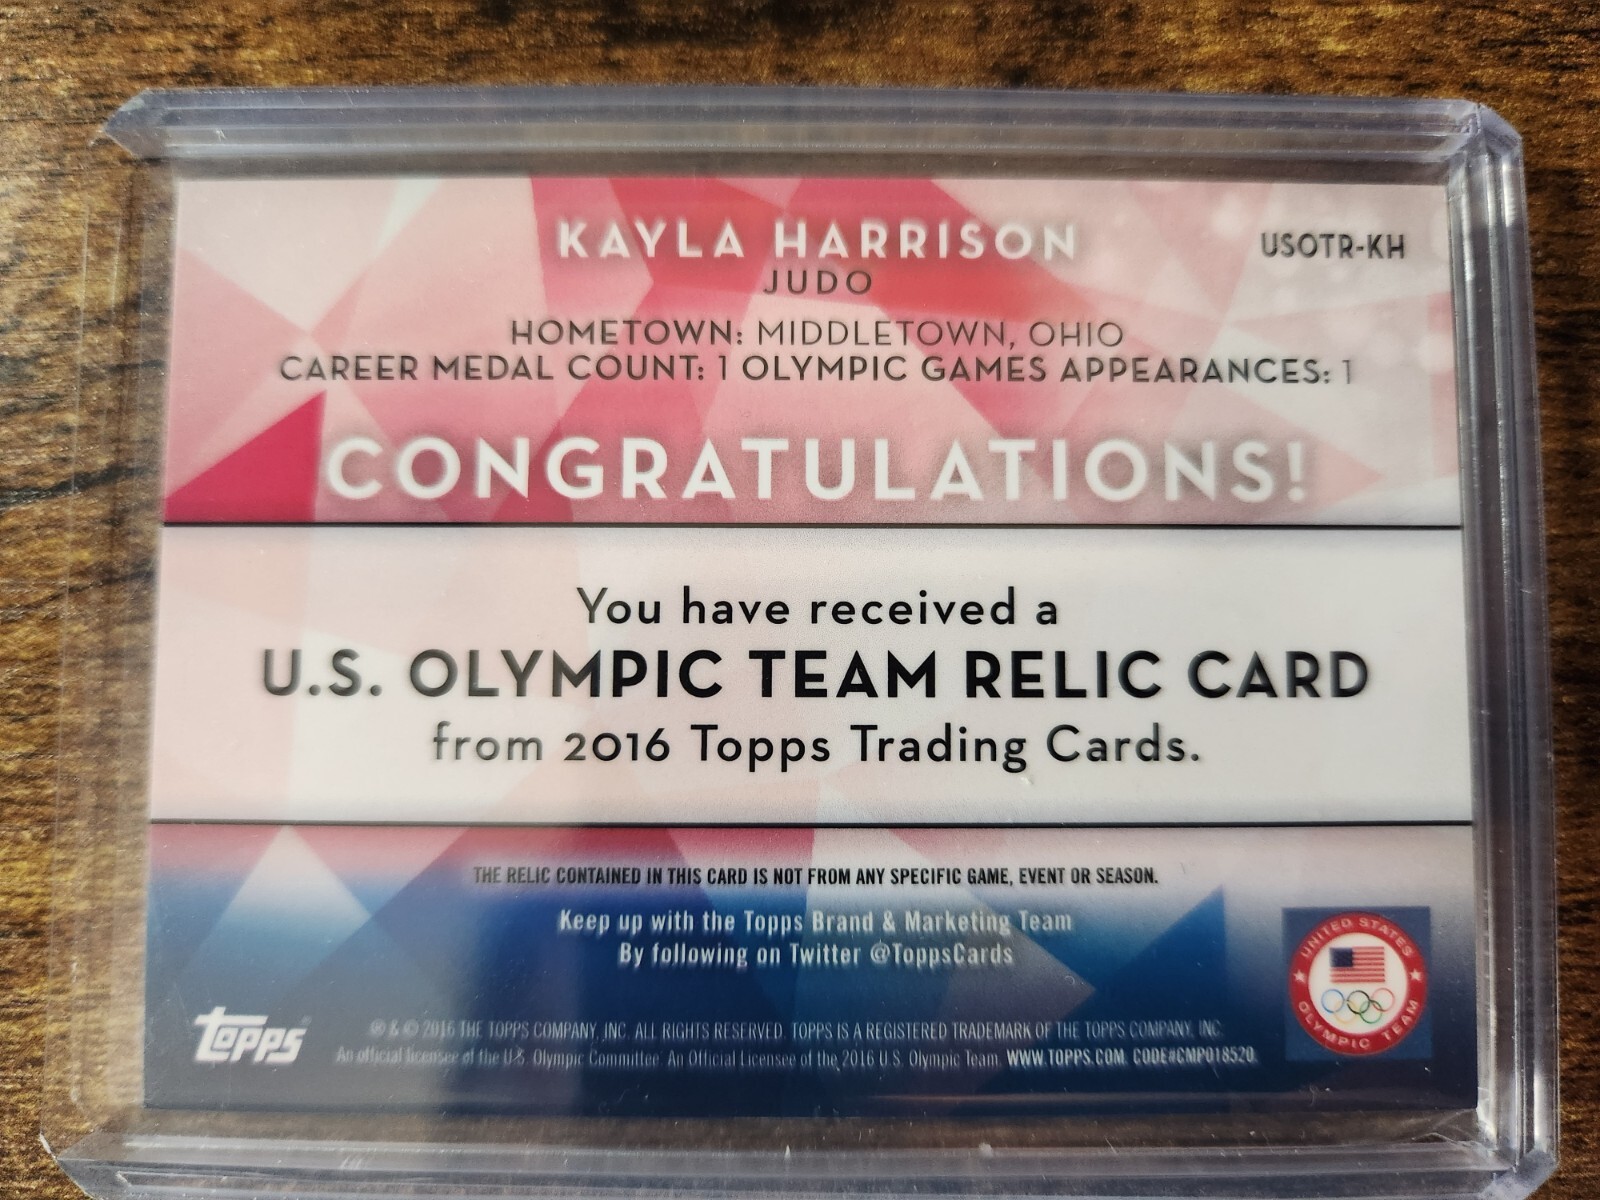 KAYLA HARRISON
USOTR-KH
JUDO
HOMETOWN: MIDDLETOWN, OHIO
CAREER MEDAL COUNT: 1 OLYMPIC GAMES APPEARANCES: 1
CONGRATULATIONS!
You have received a
U.S. OLYMPIC TEAM RELIC CARD
from 2016 Topps Trading Cards.
THE RELIC CONTAINED IN THIS CARD IS NOT FROM ANY SPECIFIC GAME, EVENT OR SEASON.
Keep up with the Topps Brand & Marketing Team
By following on Twitter @ToppsCards
topps
® & © 2016 THE TOPPS COMPANY, INC. ALL RIGHTS RESERVED. TOPPS IS A REGISTERED TRADEMARK OF THE TOPPS COMPANY, INC.
An official licensee of the U.S. Olympic Committee. An Official Licensee of the 2016 U.S. Olympic Team. WWW.TOPPS.COM. CODE#CMP018520.
UNITED STATES
OLYMPIC TEAM